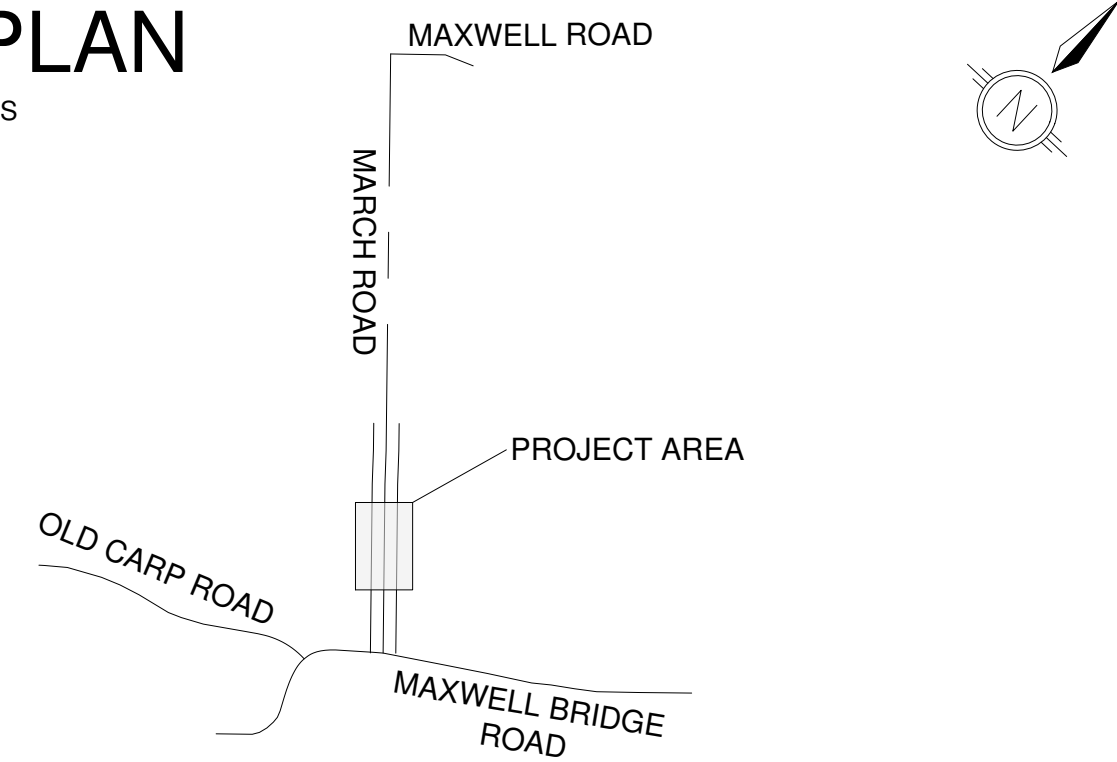 PLAN
MAXWELL ROAD
S
MARCH ROAD
N
PROJECT AREA
OLD CARP ROAD
MAXWELL BRIDGE
ROAD